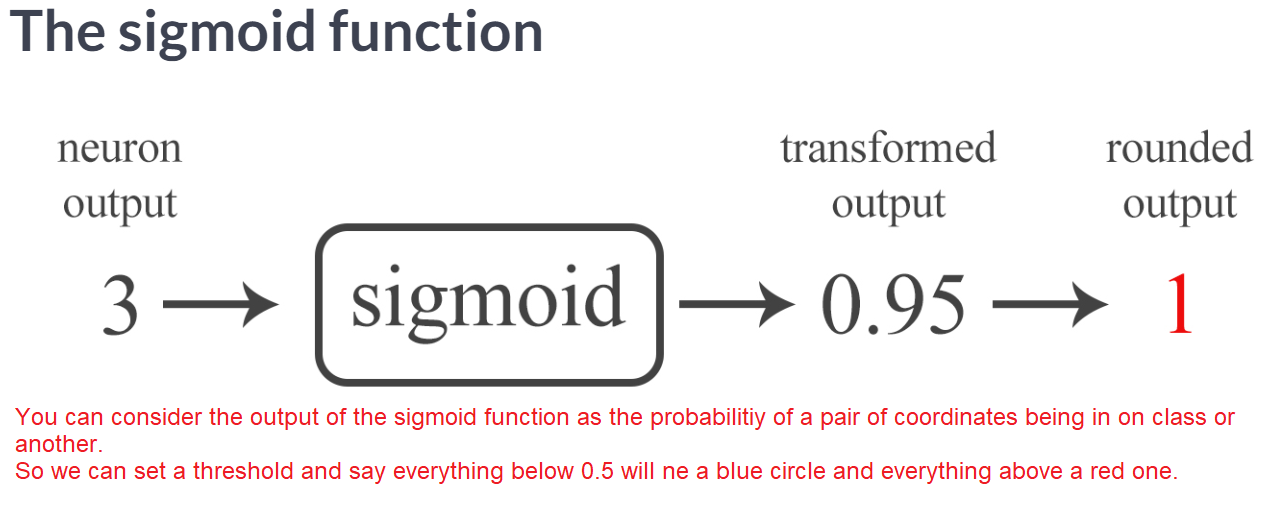 The sigmoid function
neuron
output
transformed
output
rounded
output
3
sigmoid
0.95
1
You can consider the output of the sigmoid function as the probabilitiy of a pair of coordinates being in on class or
another.
So we can set a threshold and say everything below 0.5 will ne a blue circle and everything above a red one.